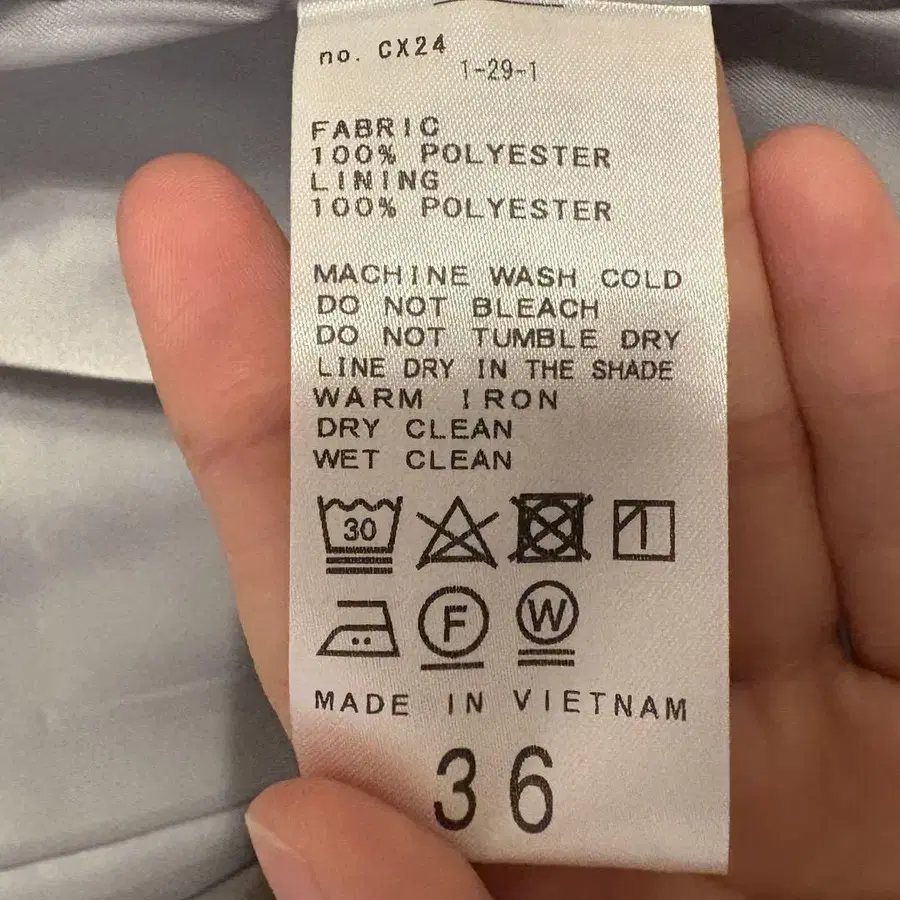 no. CX24
1-29-1
FABRIC
100% POLYESTER
LINING
100% POLYESTER
MACHINE WASH COLD
DO NOT BLEACH
DO NOT TUMBLE DRY
LINE DRY IN THE SHADE
WARM IRON
DRY CLEAN
WET CLEAN
30
F W
MADE IN VIETNAM
36